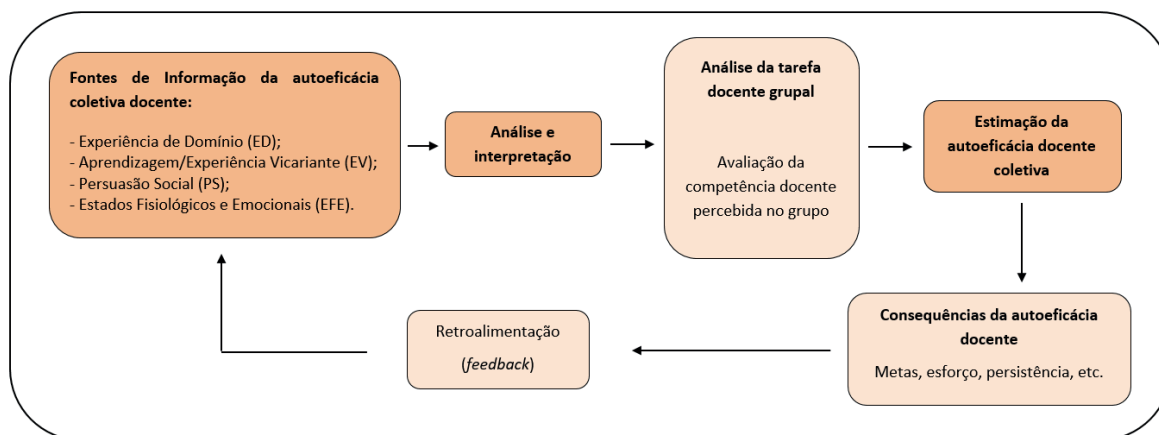 Fontes de Informação da autoeficácia
coletiva docente:
- Experiência de Domínio (ED);
- Aprendizagem/Experiência Vicariante (EV);
- Persuasão Social (PS);
- Estados Fisiológicos e Emocionais (EFE).
Análise e
interpretação
Análise da tarefa
docente grupal
Avaliação da
competência docente
percebida no grupo
Estimação da
autoeficácia docente
coletiva
Consequências da autoeficácia
docente
Metas, esforço, persistência, etc.
Retroalimentação
(feedback)